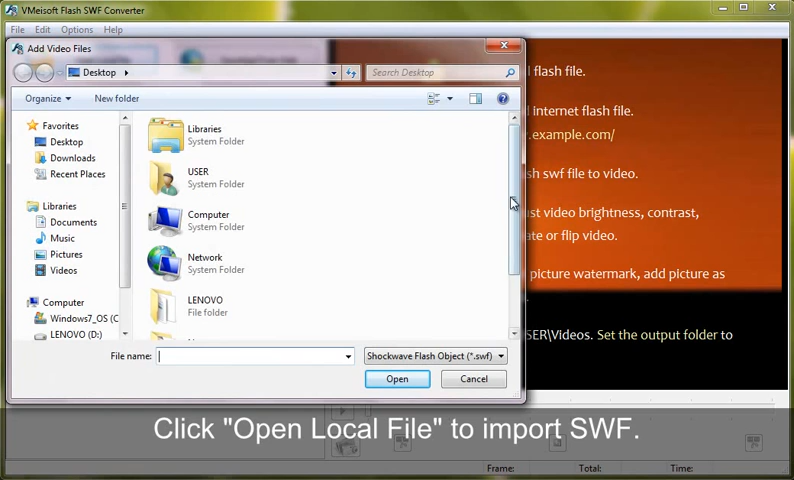 VMeisoft Flash SWF Converter
File Edit Options Help
Add Video Files
Desktop
Search Desktop
Organize New folder
Favorites
Desktop
Downloads
Recent Places
Libraries
Documents
Music
Pictures
Videos
Computer
Windows7_OS (C
LENOVO (D:)
Libraries
System Folder
USER
System Folder
Computer
System Folder
Network
System Folder
LENOVO
File folder
File name: Shockwave Flash Object (*.swf)
Open Cancel
l flash file.
l internet flash file.
.example.com/
sh swf file to video.
ust video brightness, contrast,
ate or flip video.
picture watermark, add picture as
SER\Videos. Set the output folder to
Click "Open Local File" to import SWF.
Frame: Total: Time: